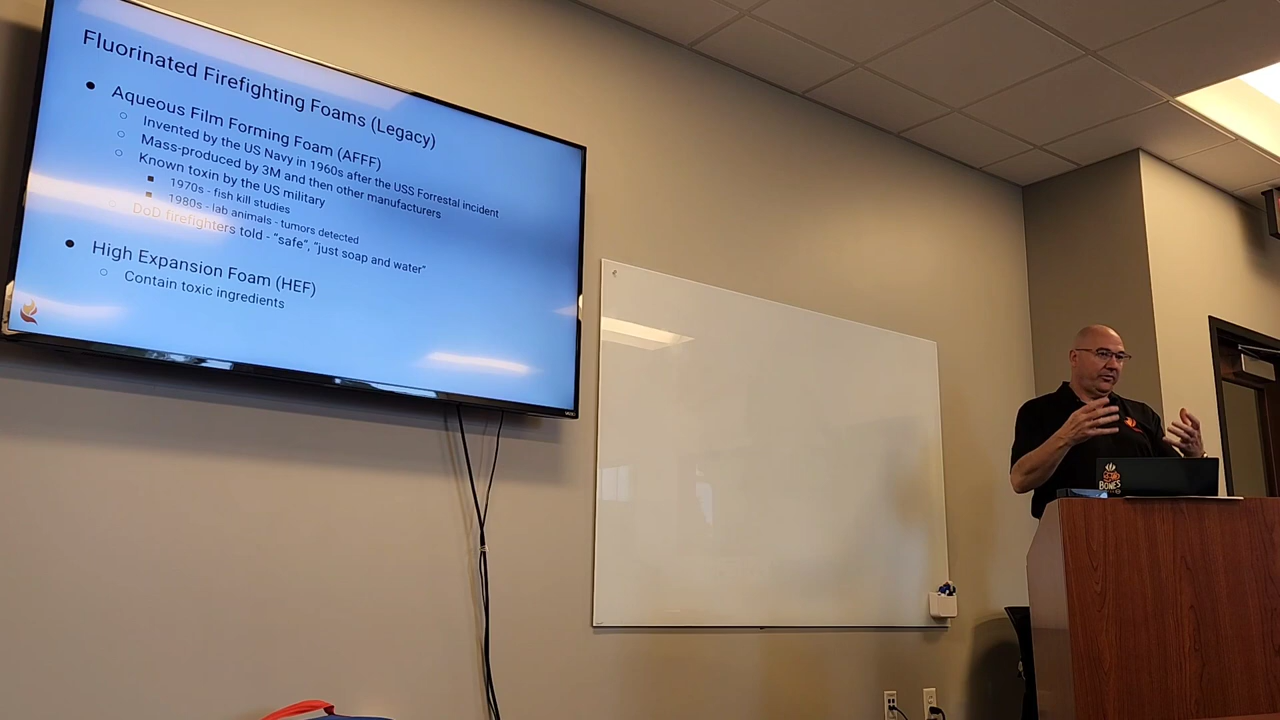 Fluorinated Firefighting Foams (Legacy)
Aqueous Film Forming Foam (AFFF)
Invented by the US Navy in 1960s after the USS Forrestal incident
Mass-produced by 3M and then other manufacturers
Known toxin by the US military
1970s - fish kill studies
1980s - lab animals - tumors detected
DoD firefighters told - "safe", "just soap and water"
High Expansion Foam (HEF)
Contain toxic ingredients
BONES